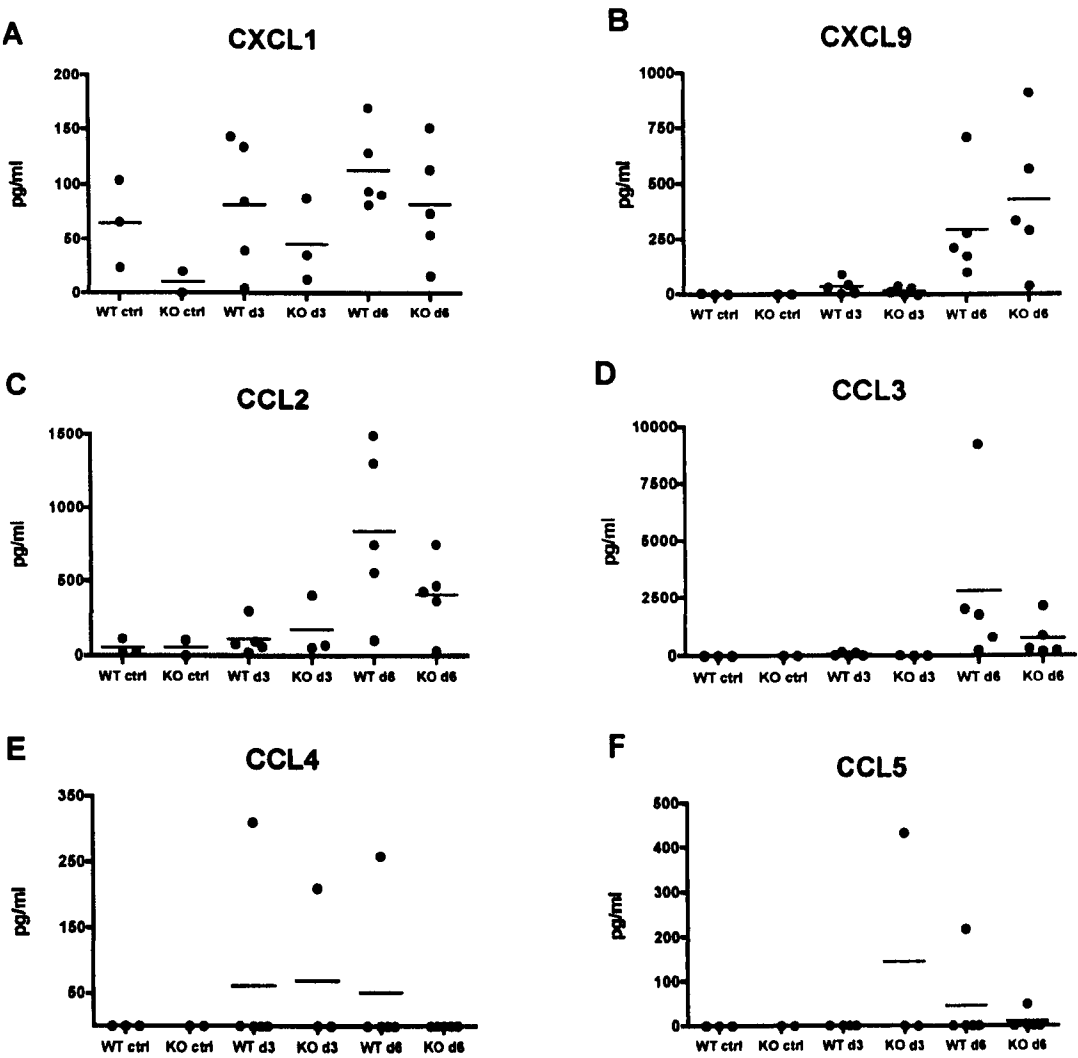 A
CXCL1
200
150
100
50
0
pg/ml
WT ctrl KO ctrl WT d3 KO d3 WT d6 KO d6
B
CXCL9
1000
750
500
250
0
pg/ml
WT ctrl KO ctrl WT d3 KO d3 WT d6 KO d6
C
CCL2
1500
1000
500
0
pg/ml
WT ctrl KO ctrl WT d3 KO d3 WT d6 KO d6
D
CCL3
10000
7500
5000
2500
0
pg/ml
WT ctrl KO ctrl WT d3 KO d3 WT d6 KO d6
E
CCL4
350
250
150
50
pg/ml
WT ctrl KO ctrl WT d3 KO d3 WT d6 KO d6
F
CCL5
500
400
300
200
100
0
pg/ml
WT ctrl KO ctrl WT d3 KO d3 WT d6 KO d6